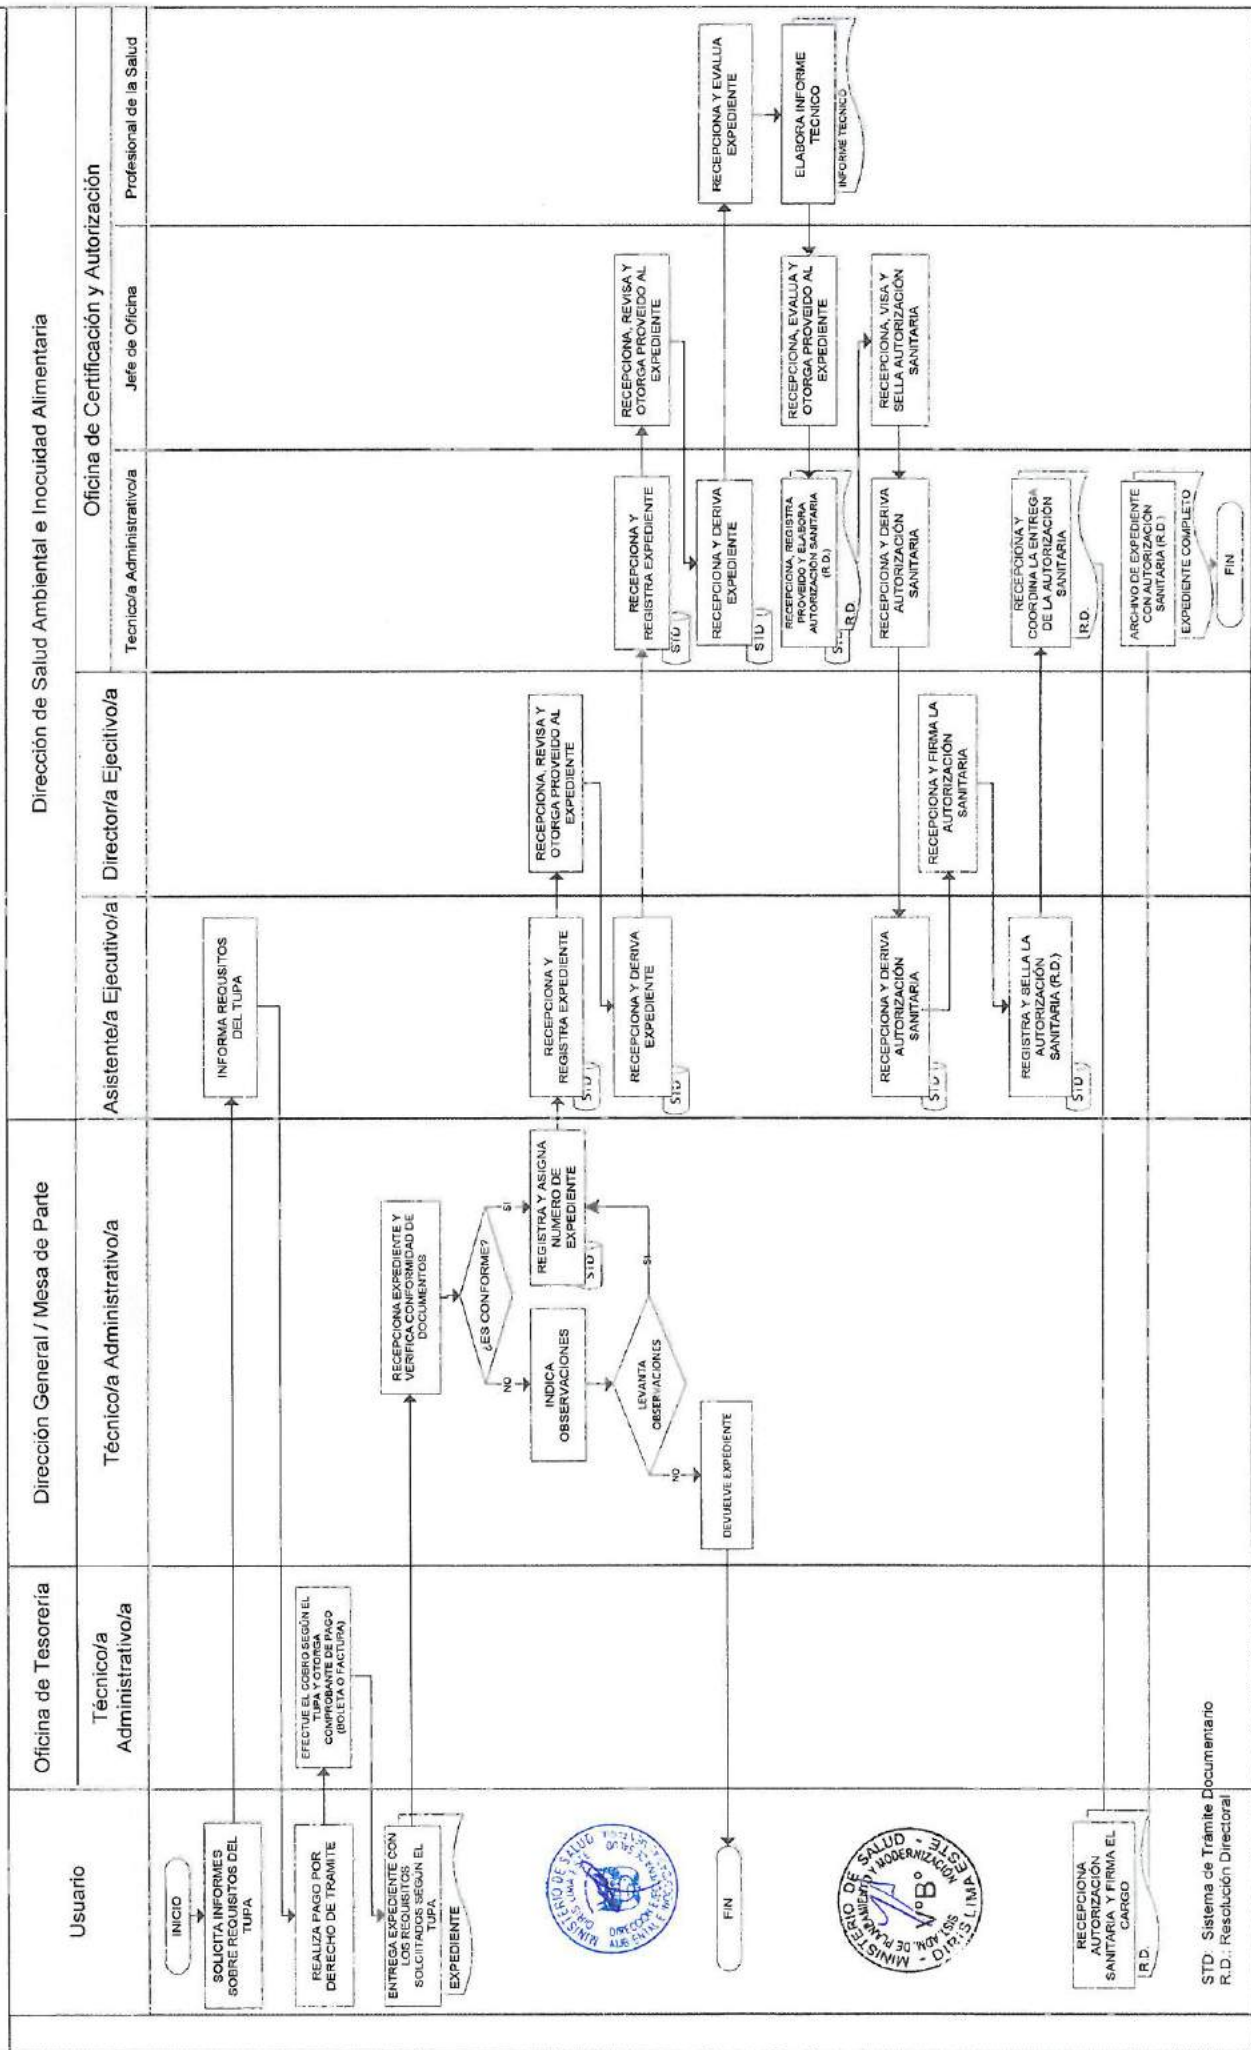 Usuario
Oficina de Tesorería
Técnico/a
Administrativo/a
Dirección General / Mesa de Parte
Técnico/a Administrativo/a
Dirección de Salud Ambiental e Inocuidad Alimentaria
Asistente/a Ejecutivo/a
Director/a Ejecitivo/a
Oficina de Certificación y Autorización
Tecnico/a Administrativo/a
Jefe de Oficina
Profesional de la Salud
INICIO
SOLICITA INFORMES
SOBRE REQUISITOS DEL
TUPA
INFORMA REQUSITOS
DEL TUPA
REALIZA PAGO POR
DERECHO DE TRAMITE
EFECTUE EL COBRO SEGÚN EL
TUPA Y OTORGA
COMPROBANTE DE PAGO
(BOLETA O FACTURA)
ENTREGA EXPEDIENTE CON
LOS REQUISITOS
SOLCIITADOS SEGÚN EL
TUPA
EXPEDIENTE
RECEPCIONA EXPEDIENTE Y
VERIFICA CONFORMIDAD DE
DOCUMENTOS
¿ES CONFORME?
SI
NO
INDICA
OBSERVACIONES
REGISTRA Y ASIGNA
NUMERO DE
EXPEDIENTE
STD
LEVANTA
OBSERVACIONES
SI
NO
DEVUELVE EXPEDIENTE
FIN
RECEPCIONA Y
REGISTRA EXPEDIENTE
STD
RECEPCIONA, REVISA Y
OTORGA PROVEIDO AL
EXPEDIENTE
RECEPCIONA Y DERIVA
EXPEDIENTE
STD
RECEPCIONA Y
REGISTRA EXPEDIENTE
STD
RECEPCIONA, REVISA Y
OTORGA PROVEIDO AL
EXPEDIENTE
RECEPCIONA Y DERIVA
EXPEDIENTE
STD
RECEPCIONA Y EVALUA
EXPEDIENTE
ELABORA INFORME
TECNICO
INFORME TECNICO
RECEPCIONA, EVALUA Y
OTORGA PROVEIDO AL
EXPEDIENTE
RECEPCIONA, REGISTRA
PROVEIDO Y ELABORA
AUTORIZACIÓN SANITARIA
(R.D.)
R.D.
RECEPCIONA, VISA Y
SELLA AUTORIZACIÓN
SANITARIA
RECEPCIONA Y DERIVA
AUTORIZACIÓN
SANITARIA
RECEPCIONA Y DERIVA
AUTORIZACIÓN
SANITARIA
STD
RECEPCIONA Y FIRMA LA
AUTORIZACIÓN
SANITARIA
REGISTRA Y SELLA LA
AUTORIZACIÓN
SANITARIA (R.D.)
STD
RECEPCIONA Y
COORDINA LA ENTREGA
DE LA AUTORIZACIÓN
SANITARIA
R.D.
RECEPCIONA
AUTORIZACIÓN
SANITARIA Y FIRMA EL
CARGO
R.D.
ARCHIVO DE EXPEDIENTE
CON AUTORIZACIÓN
SANITARIA (R.D.)
EXPEDIENTE COMPLETO
FIN
MINISTERIO DE SALUD
MINISTERIO DE SALUD - DIRIS LIMA ESTE
ADM. DE PLANEAMIENTO Y MODERNIZACIÓN
V°B°
STD: Sistema de Trámite Documentario
R.D.: Resolución Directoral